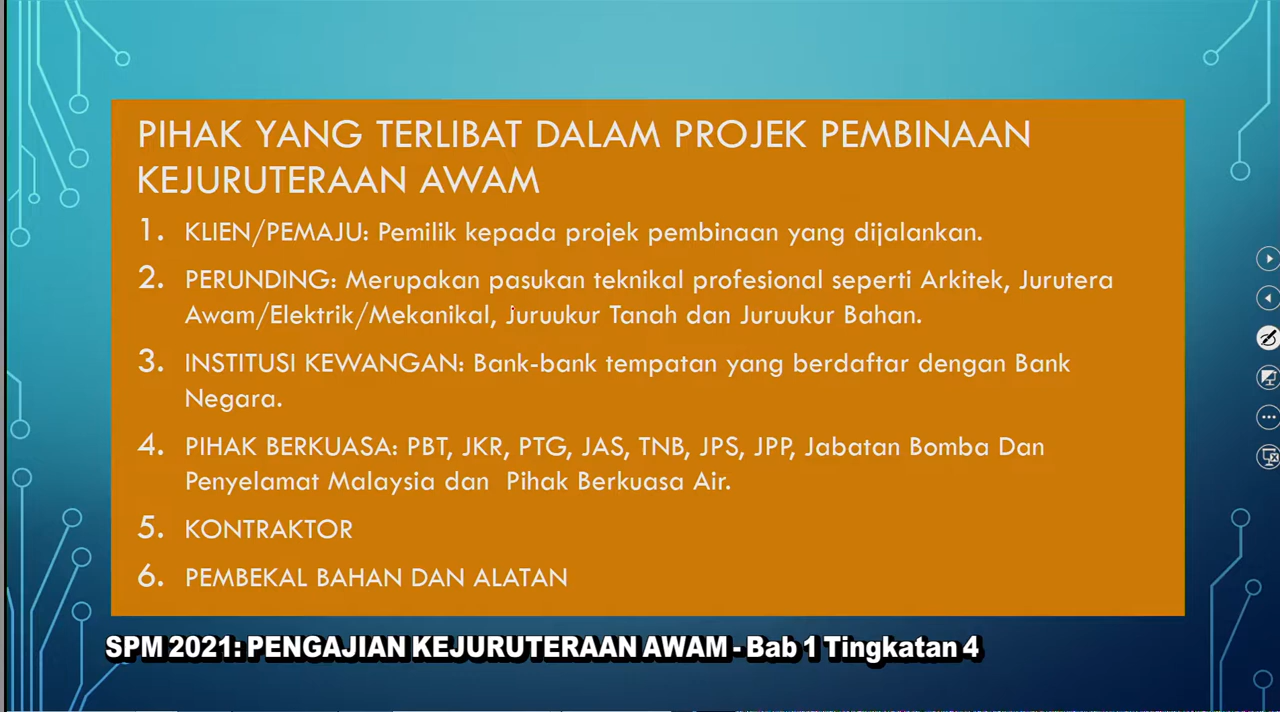 PIHAK YANG TERLIBAT DALAM PROJEK PEMBINAAN
KEJURUTERAAN AWAM
1. KLIEN/PEMAJU: Pemilik kepada projek pembinaan yang dijalankan.
2. PERUNDING: Merupakan pasukan teknikal profesional seperti Arkitek, Jurutera
Awam/Elektrik/Mekanikal, Juruukur Tanah dan Juruukur Bahan.
3. INSTITUSI KEWANGAN: Bank-bank tempatan yang berdaftar dengan Bank
Negara.
4. PIHAK BERKUASA: PBT, JKR, PTG, JAS, TNB, JPS, JPP, Jabatan Bomba Dan
Penyelamat Malaysia dan Pihak Berkuasa Air.
5. KONTRAKTOR
6. PEMBEKAL BAHAN DAN ALATAN
SPM 2021: PENGAJIAN KEJURUTERAAN AWAM - Bab 1 Tingkatan 4